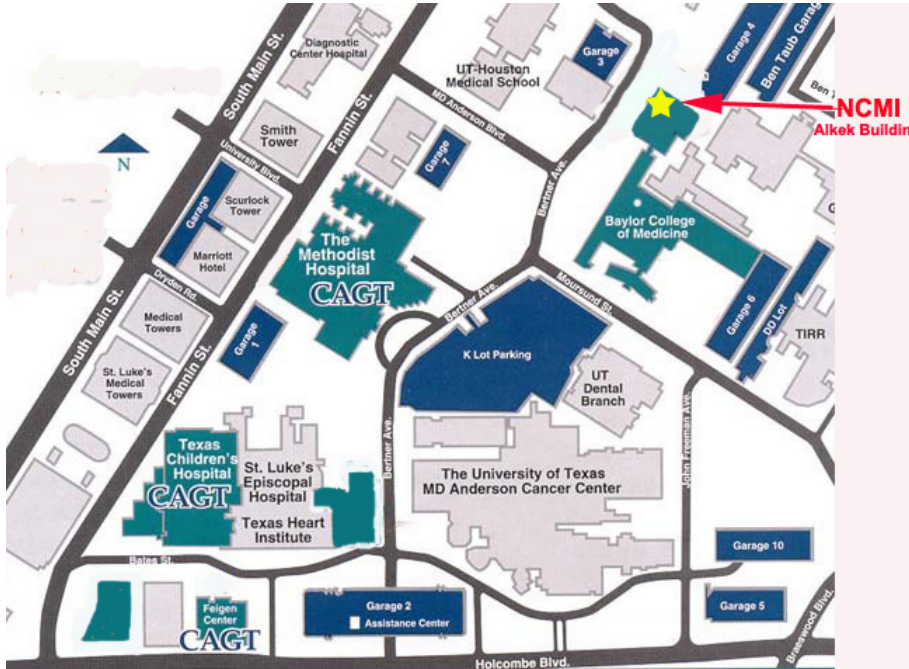 Diagnostic
Center Hospital
South Main St.
Fannin St.
UT-Houston
Medical School
Garage
3
Garage 4
Ben Taub Garag
Ben T
NCMI
Alkek Buildin
MD Anderson Blvd.
Smith
Tower
University Blvd.
Garage
7
Bertner Ave.
N
Garage
Scurlock
Tower
Marriott
Hotel
The
Methodist
Hospital
CAGT
Baylor College
of Medicine
G
Dryden Rd.
South Main St.
Fannin St.
Medical
Towers
Garage
1
St. Luke's
Medical
Towers
Bertner Ave.
Moursund St.
K Lot Parking
Garage 6
DD Lot
TIRR
UT
Dental
Branch
Texas
Children's
Hospital
CAGT
St. Luke's
Episcopal
Hospital
Texas Heart
Institute
Bertner Ave.
The University of Texas
MD Anderson Cancer Center
John Freeman Ave.
Bates St.
Garage 10
Feigen
Center
CAGT
Garage 2
Assistance Center
Garage 5
Braeswood Blvd.
Holcombe Blvd.